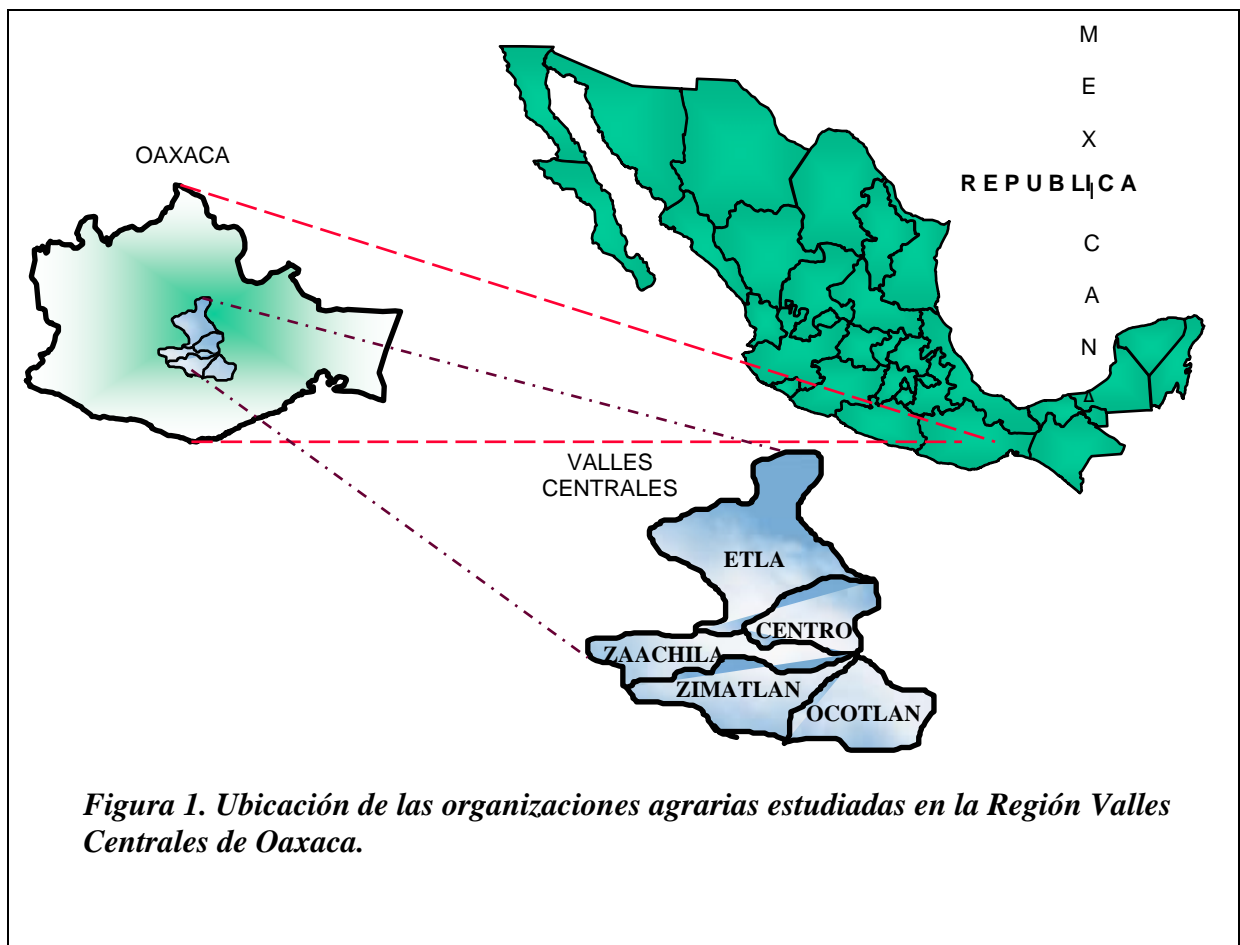 M
E
X
REPUBLICA
I
C
A
N
A
OAXACA
VALLES
CENTRALES
ETLA
CENTRO
ZAACHILA
ZIMATLAN
OCOTLAN
Figura 1. Ubicación de las organizaciones agrarias estudiadas en la Región Valles
Centrales de Oaxaca.